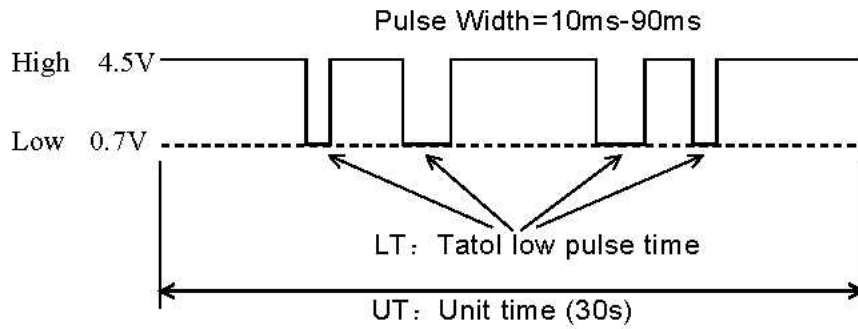 Pulse Width=10ms-90ms
High 4.5V
Low 0.7V
LT：Tatol low pulse time
UT：Unit time (30s)